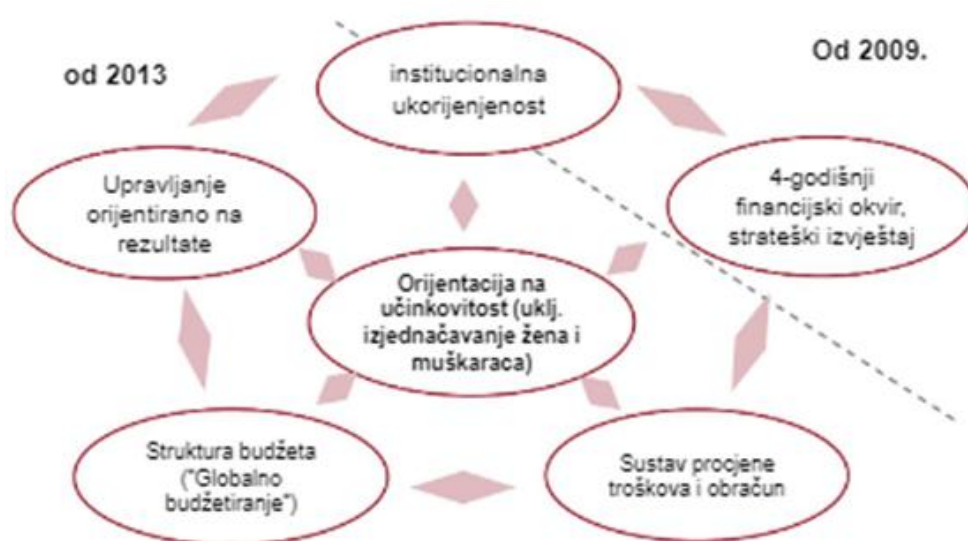 od 2013
Od 2009.
institucionalna
ukorijenjenost
Upravljanje
orijentirano na
rezultate
4-godišnji
financijski okvir,
strateški izvještaj
Orijentacija na
učinkovitost (uklj.
izjednačavanje žena i
muškaraca)
Struktura budžeta
("Globalno
budžetiranje")
Sustav procjene
troškova i obračun